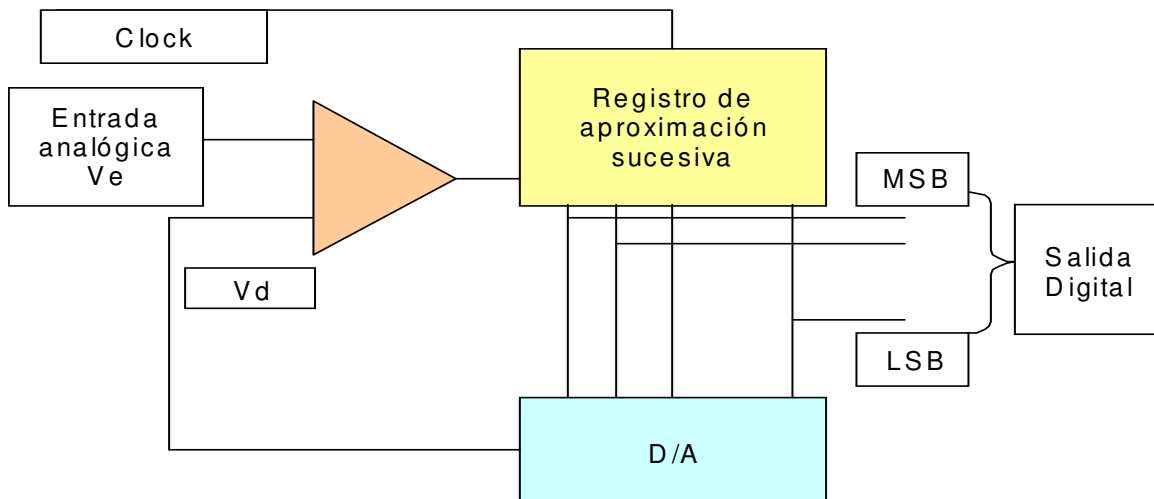 Clock
Entrada
analógica
Ve
Registro de
aproximación
sucesiva
MSB
Salida
Digital
Vd
LSB
D/A